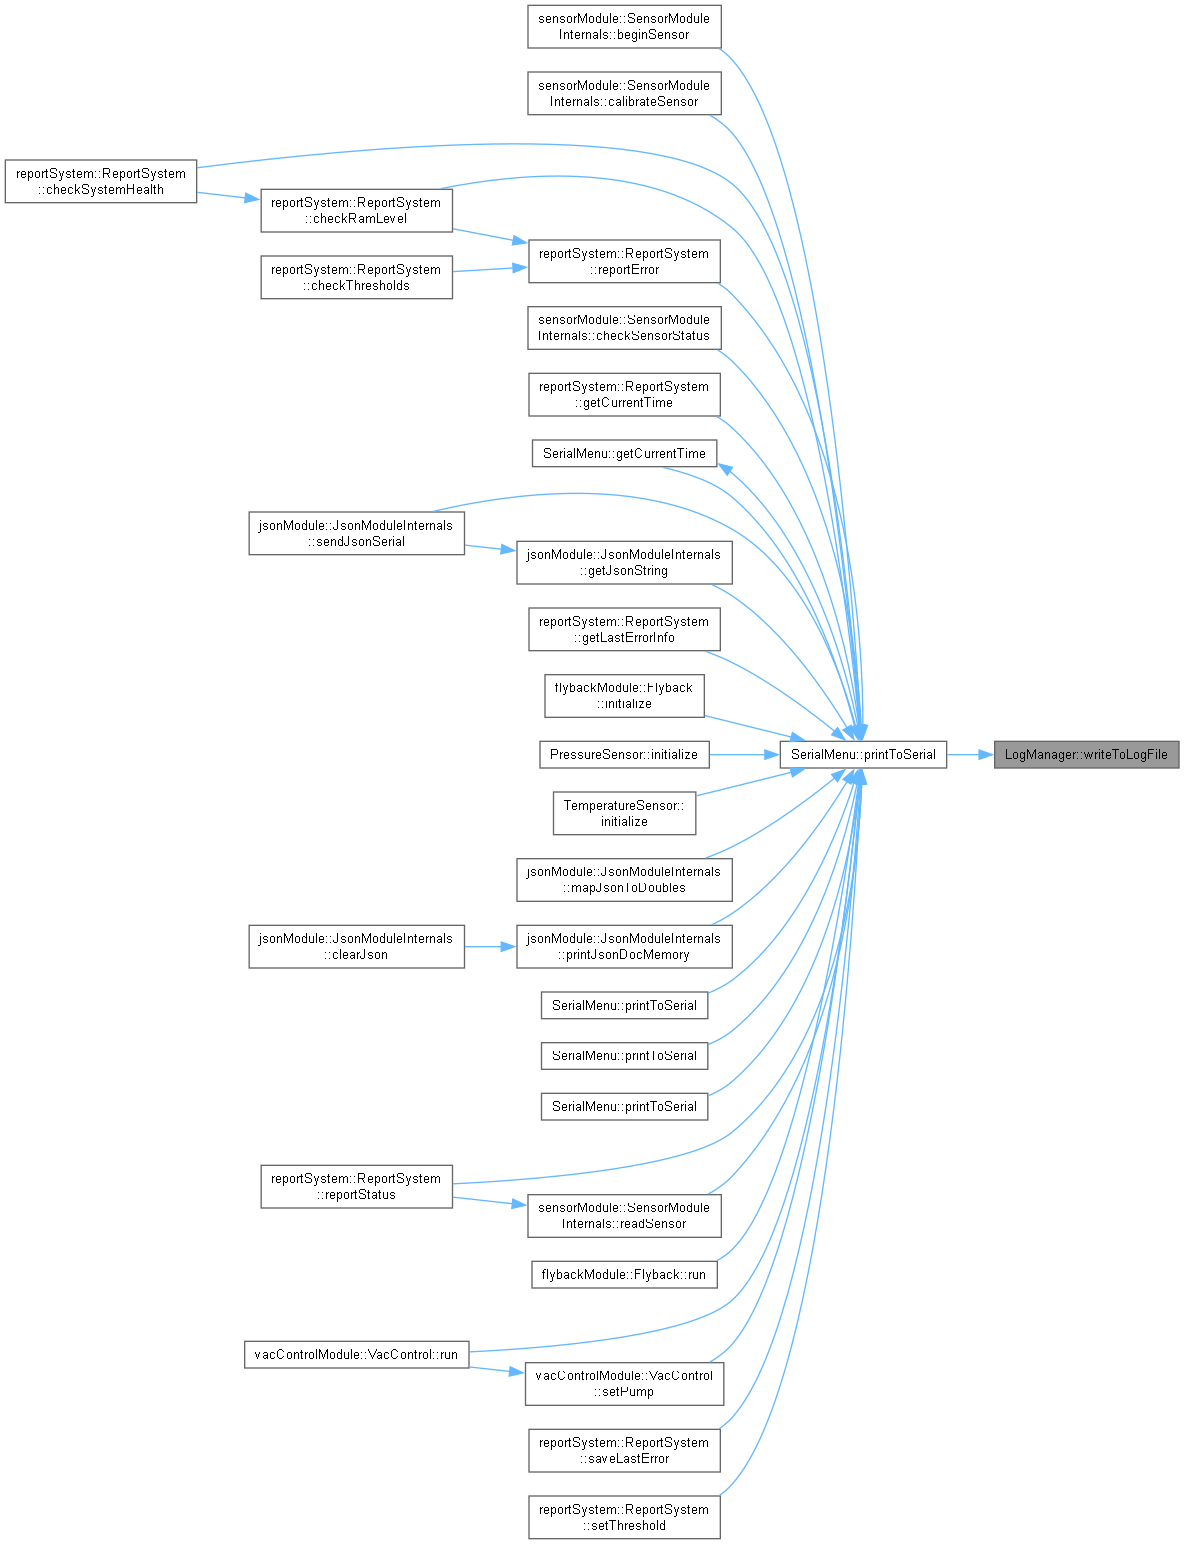 sensorModule::SensorModule
Internals::beginSensor
sensorModule::SensorModule
Internals::calibrateSensor
reportSystem::ReportSystem
::checkSystemHealth
reportSystem::ReportSystem
::checkRamLevel
reportSystem::ReportSystem
::reportError
reportSystem::ReportSystem
::checkThresholds
sensorModule::SensorModule
Internals::checkSensorStatus
reportSystem::ReportSystem
::getCurrentTime
SerialMenu::getCurrentTime
jsonModule::JsonModuleInternals
::sendJsonSerial
jsonModule::JsonModuleInternals
::getJsonString
reportSystem::ReportSystem
::getLastErrorInfo
flybackModule::Flyback
::initialize
PressureSensor::initialize
SerialMenu::printToSerial
LogManager::writeToLogFile
TemperatureSensor::
initialize
jsonModule::JsonModuleInternals
::mapJsonToDoubles
jsonModule::JsonModuleInternals
::clearJson
jsonModule::JsonModuleInternals
::printJsonDocMemory
SerialMenu::printToSerial
SerialMenu::printToSerial
SerialMenu::printToSerial
reportSystem::ReportSystem
::reportStatus
sensorModule::SensorModule
Internals::readSensor
flybackModule::Flyback::run
vacControlModule::VacControl::run
vacControlModule::VacControl
::setPump
reportSystem::ReportSystem
::saveLastError
reportSystem::ReportSystem
::setThreshold